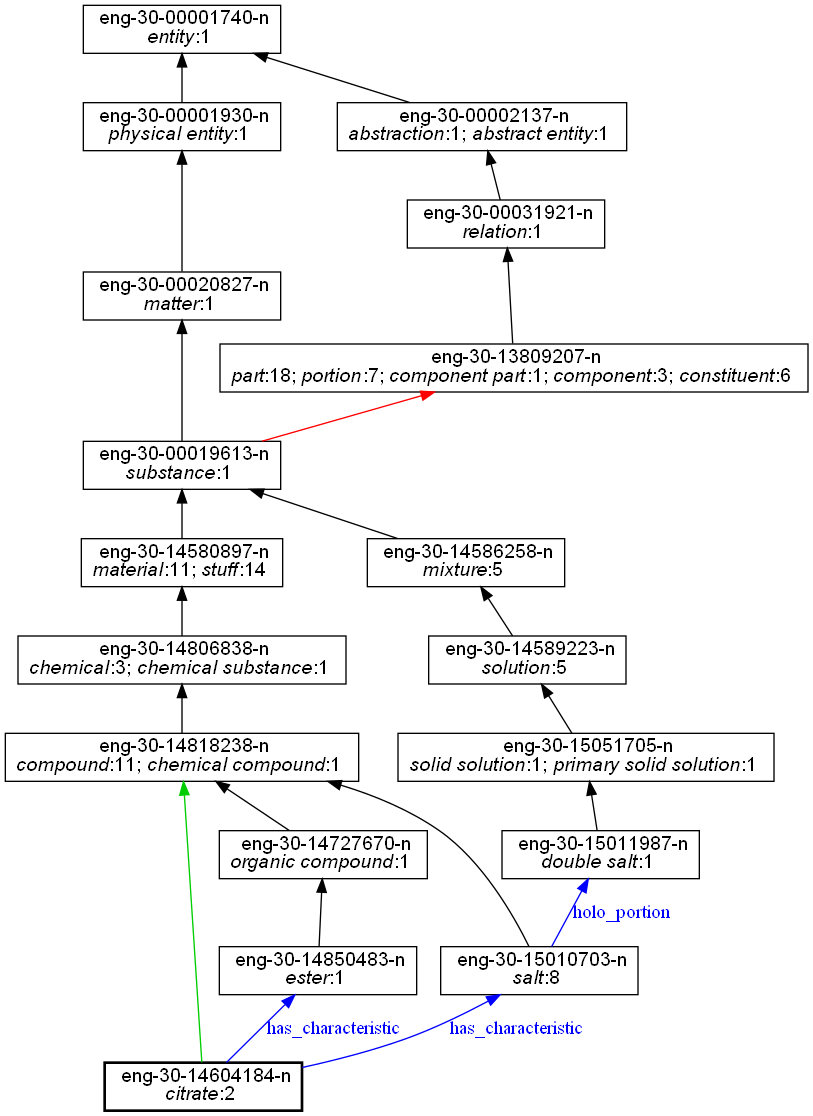 eng-30-00001740-n
entity:1
eng-30-00001930-n
physical entity:1
eng-30-00002137-n
abstraction:1; abstract entity:1
eng-30-00031921-n
relation:1
eng-30-00020827-n
matter:1
eng-30-13809207-n
part:18; portion:7; component part:1; component:3; constituent:6
eng-30-00019613-n
substance:1
eng-30-14580897-n
material:11; stuff:14
eng-30-14586258-n
mixture:5
eng-30-14806838-n
chemical:3; chemical substance:1
eng-30-14589223-n
solution:5
eng-30-14818238-n
compound:11; chemical compound:1
eng-30-15051705-n
solid solution:1; primary solid solution:1
eng-30-14727670-n
organic compound:1
eng-30-15011987-n
double salt:1
holo_portion
eng-30-14850483-n
ester:1
eng-30-15010703-n
salt:8
has_characteristic
has_characteristic
eng-30-14604184-n
citrate:2